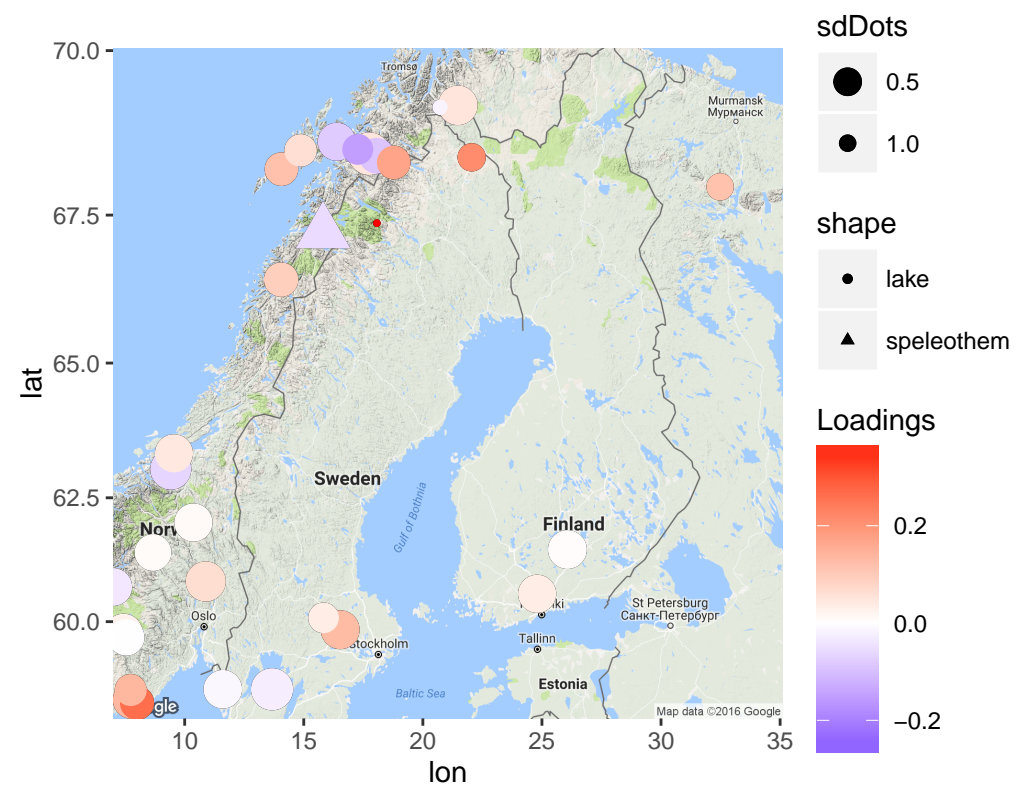 sdDots
0.5
1.0
shape
lake
speleothem
Loadings
0.2
0.0
−0.2
lat
70.0
67.5
65.0
62.5
60.0
10
15
20
25
30
35
lon
Tromsø
Murmansk
Мурманск
Sweden
Gulf of Bothnia
Finland
Norw
Oslo
Stockholm
St Petersburg
Санкт-Петербург
Tallinn
Estonia
Baltic Sea
gle
Map data ©2016 Google